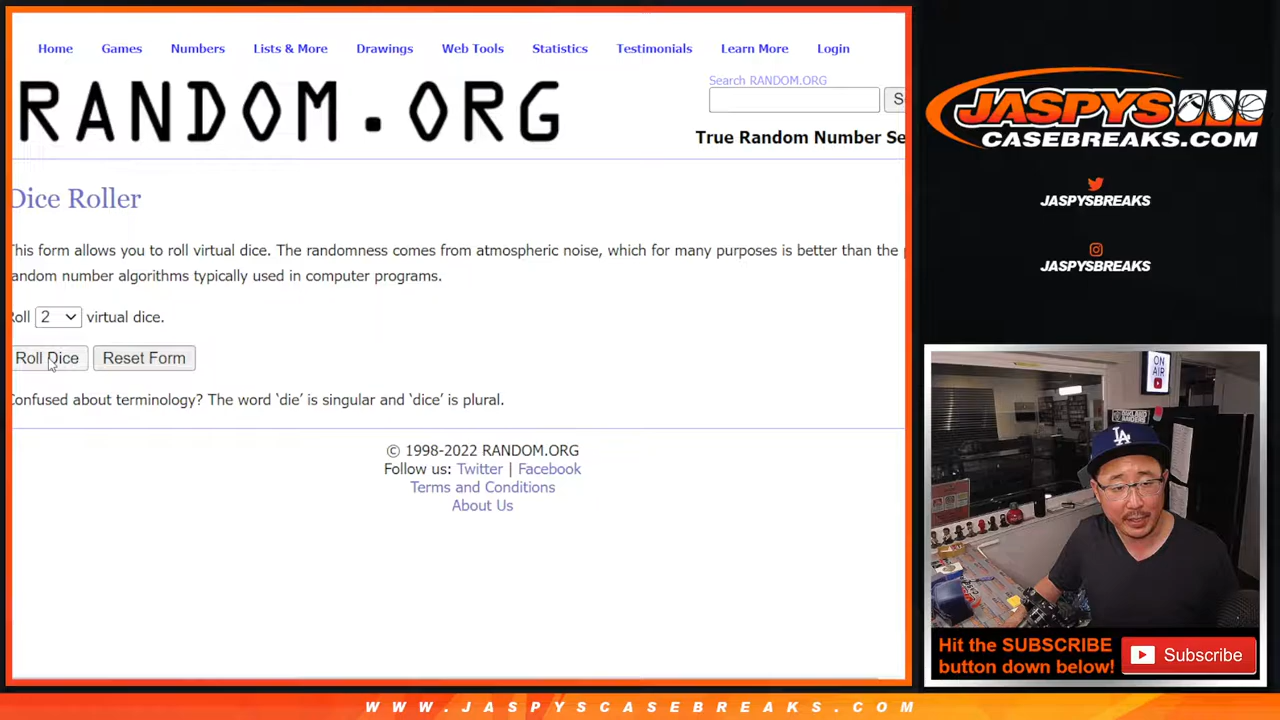 Home Games Numbers Lists & More Drawings Web Tools Statistics Testimonials Learn More Login
RANDOM.ORG
Search RANDOM.ORG
S
True Random Number Se
Dice Roller
This form allows you to roll virtual dice. The randomness comes from atmospheric noise, which for many purposes is better than the p
andom number algorithms typically used in computer programs.
oll 2 virtual dice.
Roll Dice Reset Form
onfused about terminology? The word ‘die’ is singular and ‘dice’ is plural.
© 1998-2022 RANDOM.ORG
Follow us: Twitter | Facebook
Terms and Conditions
About Us
JASPYS
CASEBREAKS.COM
JASPYSBREAKS
JASPYSBREAKS
ON
AIR
LA
Hit the SUBSCRIBE
button down below!
Subscribe
WWW.JASPYSCASEBREAKS.COM